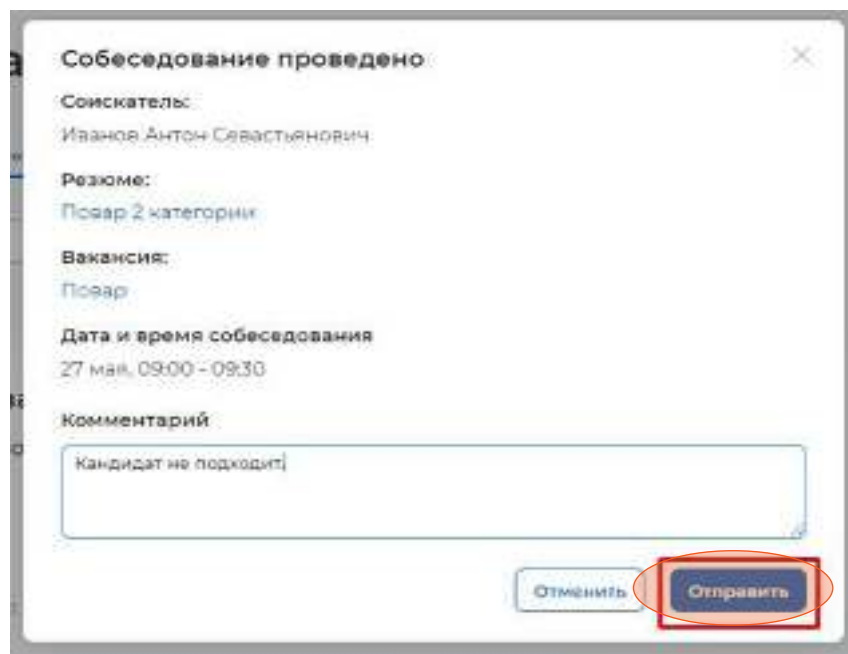 Собеседование проведено
Соискатель:
Иванов Антон Севастьянович
Резюме:
Повар 2 категории
Вакансия:
Повар
Дата и время собеседования
27 мая, 09:00 - 09:30
Комментарий
Кандидат не подходит
Отменить
Отправить